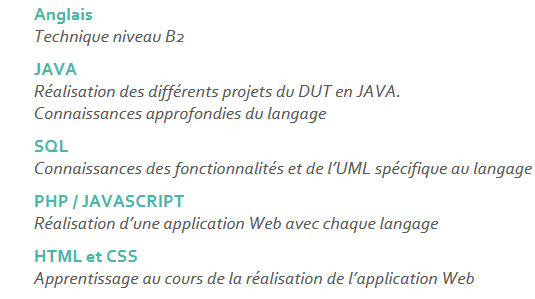 Anglais
Technique niveau B2
JAVA
Réalisation des différents projets du DUT en JAVA.
Connaissances approfondies du langage
SQL
Connaissances des fonctionnalités et de l'UML spécifique au langage
PHP / JAVASCRIPT
Réalisation d'une application Web avec chaque langage
HTML et CSS
Apprentissage au cours de la réalisation de l'application Web